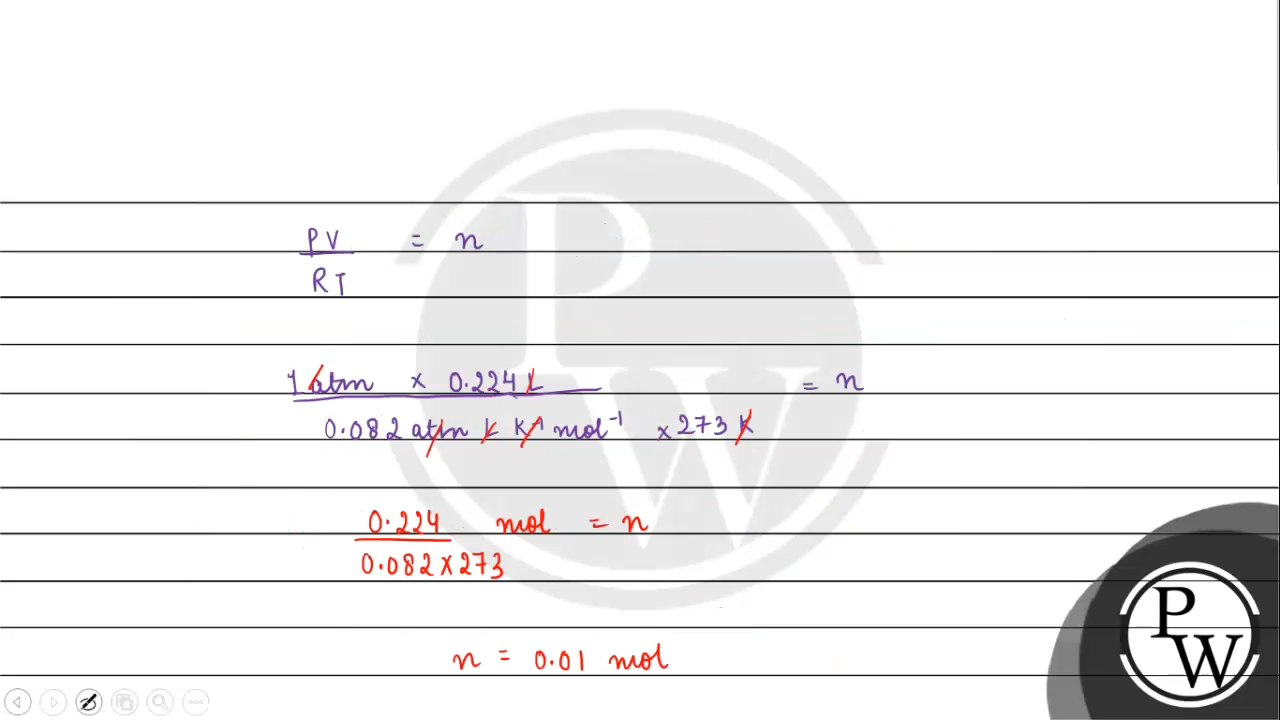 PV = n
RT
1 atm × 0.224 L = n
0.082 atm L K⁻¹ mol⁻¹ × 273 K
0.224 mol = n
0.082 × 273
n = 0.01 mol
P
W
P
W